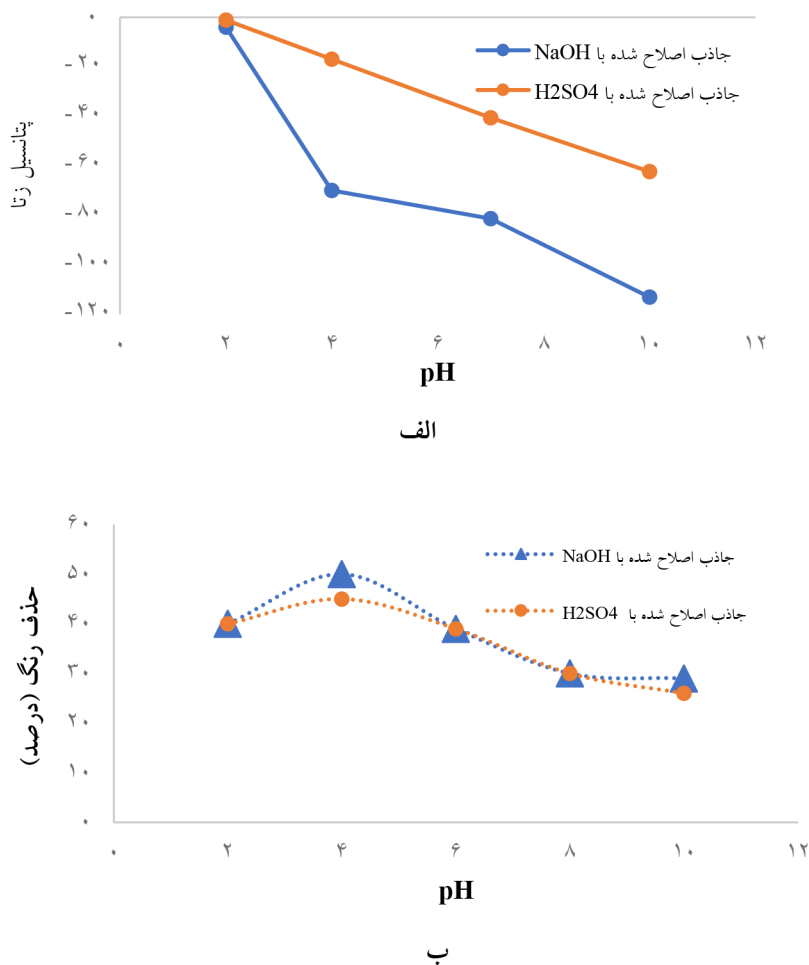 ۰
-۲۰
-۴۰
-۶۰
-۸۰
-۱۰۰
-۱۲۰
پتانسیل زتا
جاذب اصلاح شده با NaOH
جاذب اصلاح شده با H2SO4
۰ ۲ ۴ ۶ ۸ ۱۰ ۱۲
pH
الف
۶۰
۵۰
۴۰
۳۰
۲۰
۱۰
۰
حذف رنگ (درصد)
جاذب اصلاح شده با NaOH
جاذب اصلاح شده با H2SO4
۰ ۲ ۴ ۶ ۸ ۱۰ ۱۲
pH
ب